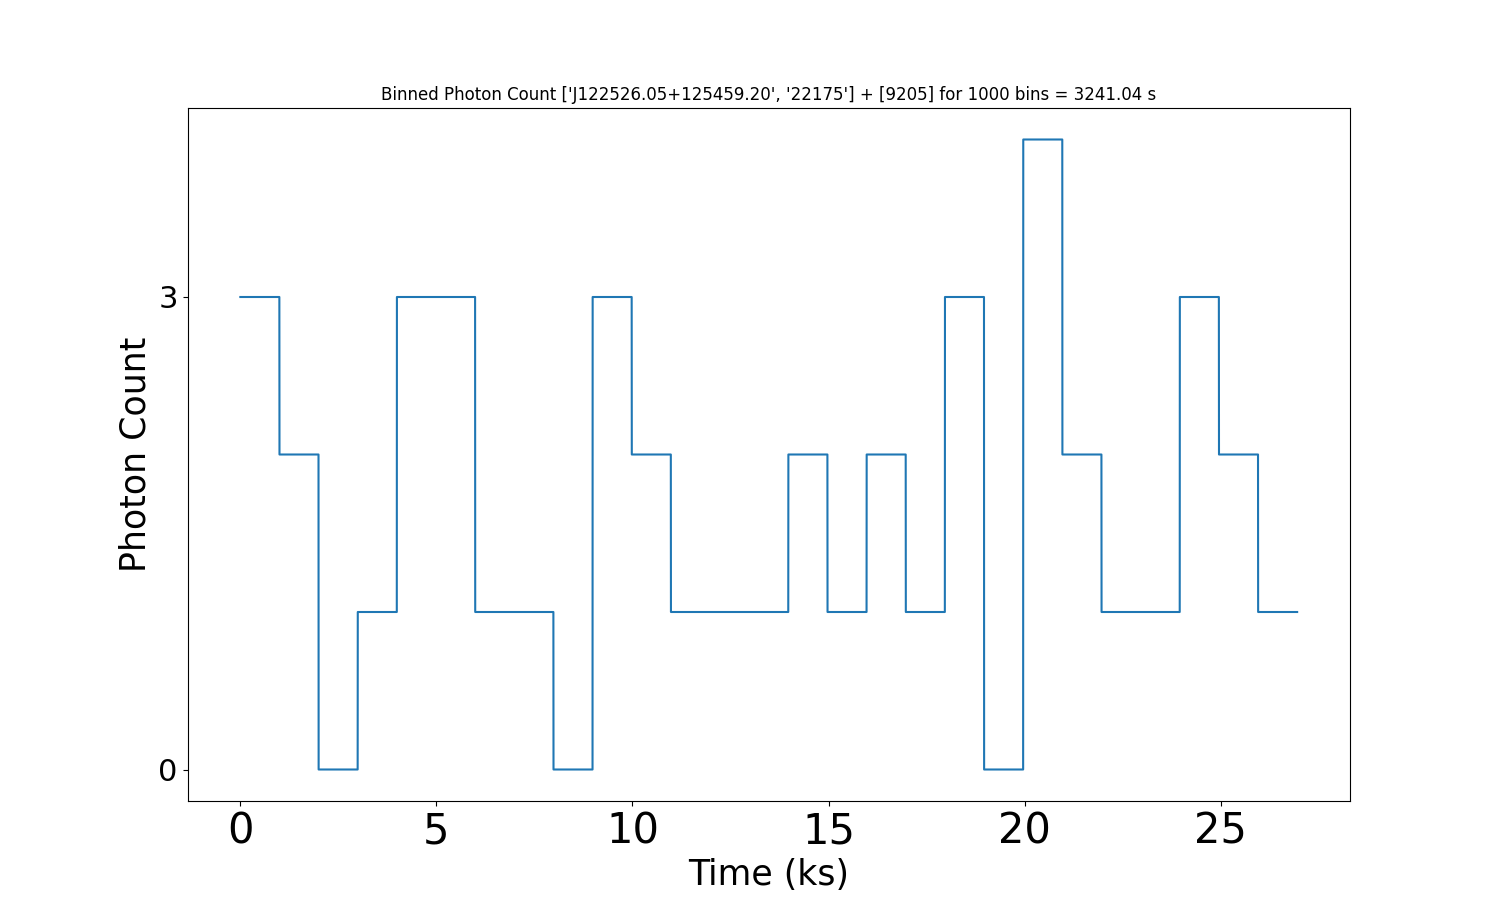 Binned Photon Count ['J122526.05+125459.20', '22175'] + [9205] for 1000 bins = 3241.04 s
Photon Count
3
0
0 5 10 15 20 25
Time (ks)